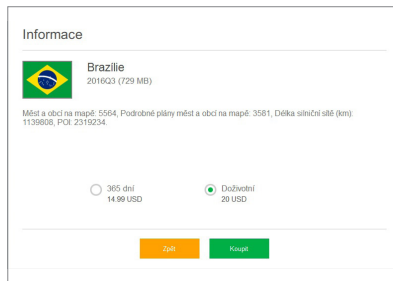 Informace
Brazílie
2016Q3 (729 MB)
Měst a obcí na mapě: 5564, Podrobné plány měst a obcí na mapě: 3581, Délka silniční sítě (km):
1139808, POI: 2319234.
365 dní
14.99 USD
Doživotní
20 USD
Zpět
Koupit